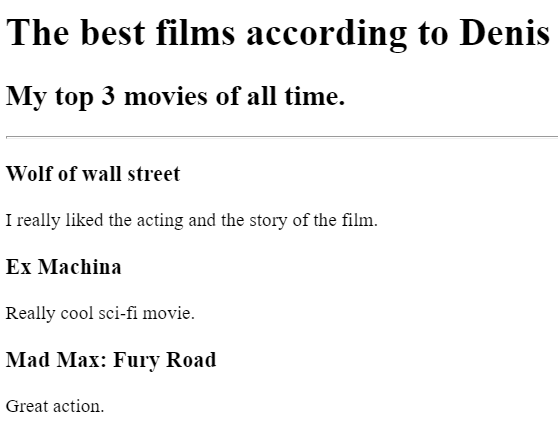 The best films according to Denis
My top 3 movies of all time.
Wolf of wall street
I really liked the acting and the story of the film.
Ex Machina
Really cool sci-fi movie.
Mad Max: Fury Road
Great action.